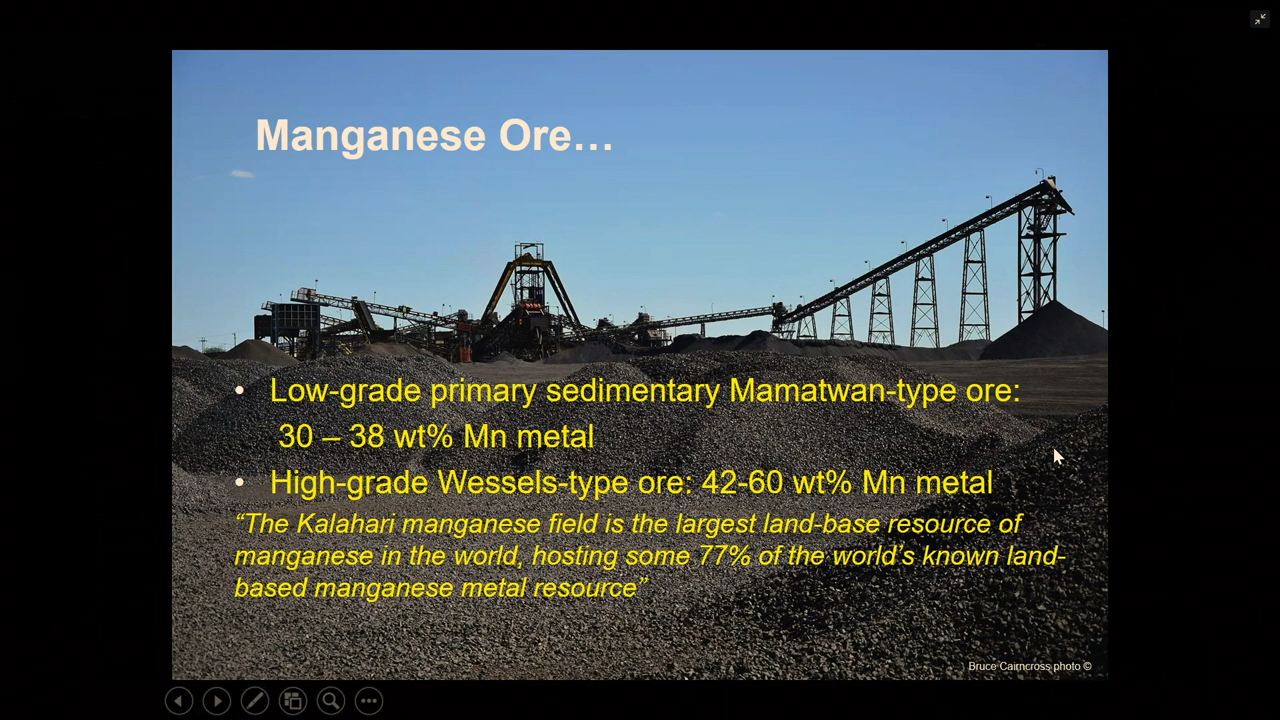 Manganese Ore…
• Low-grade primary sedimentary Mamatwan-type ore:
30 – 38 wt% Mn metal
• High-grade Wessels-type ore: 42-60 wt% Mn metal
“The Kalahari manganese field is the largest land-base resource of
manganese in the world, hosting some 77% of the world’s known land-
based manganese metal resource”
Bruce Cairncross photo ©